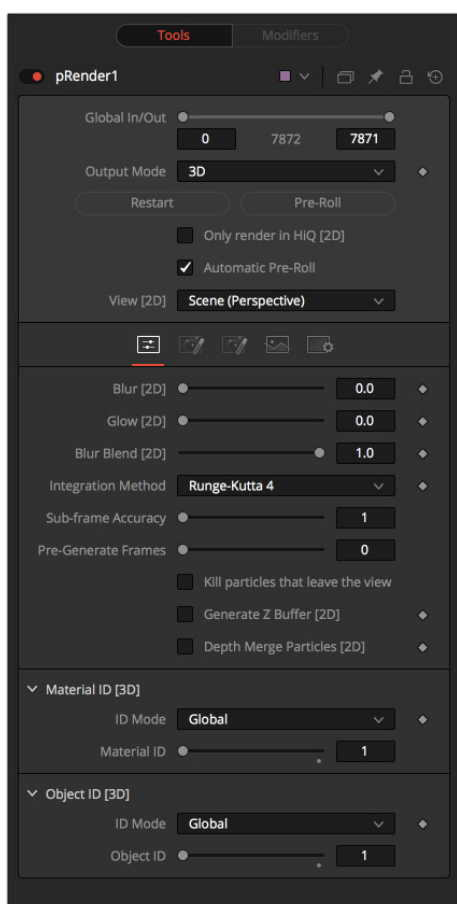 Tools Modifiers
pRender1
Global In/Out
0 7872 7871
Output Mode 3D
Restart Pre-Roll
Only render in HiQ [2D]
Automatic Pre-Roll
View [2D] Scene (Perspective)
Blur [2D] 0.0
Glow [2D] 0.0
Blur Blend [2D] 1.0
Integration Method Runge-Kutta 4
Sub-frame Accuracy 1
Pre-Generate Frames 0
Kill particles that leave the view
Generate Z Buffer [2D]
Depth Merge Particles [2D]
Material ID [3D]
ID Mode Global
Material ID 1
Object ID [3D]
ID Mode Global
Object ID 1